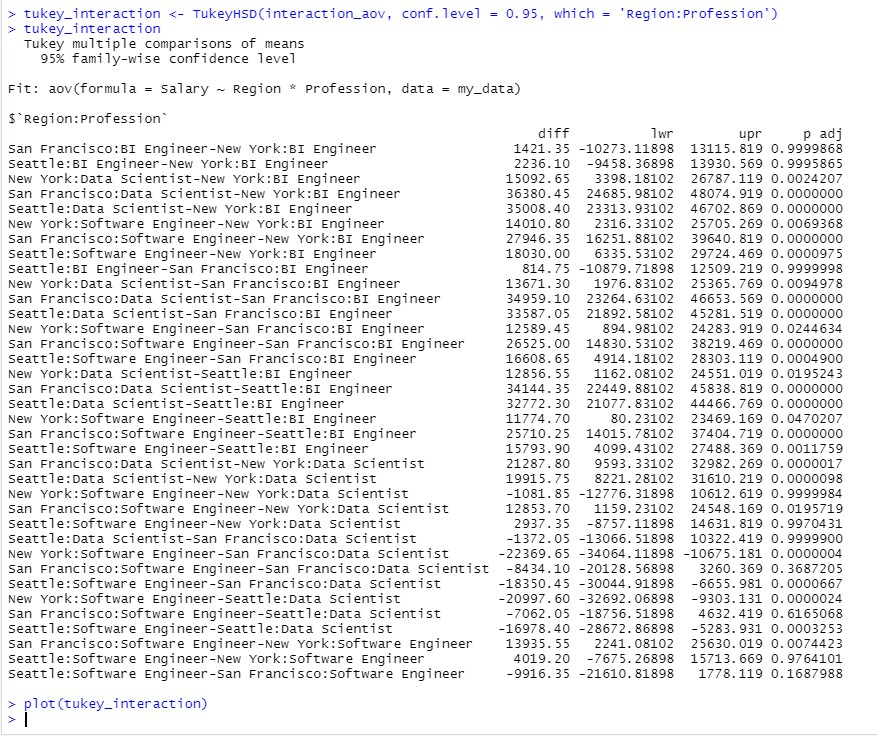 > tukey_interaction <- TukeyHSD(interaction_aov, conf.level = 0.95, which = 'Region:Profession')
> tukey_interaction
  Tukey multiple comparisons of means
    95% family-wise confidence level

Fit: aov(formula = Salary ~ Region * Profession, data = my_data)

$`Region:Profession`
diff lwr upr p adj
San Francisco:BI Engineer-New York:BI Engineer 1421.35 -10273.11898 13115.819 0.9999868
Seattle:BI Engineer-New York:BI Engineer 2236.10 -9458.36898 13930.569 0.9995865
New York:Data Scientist-New York:BI Engineer 15092.65 3398.18102 26787.119 0.0024207
San Francisco:Data Scientist-New York:BI Engineer 36380.45 24685.98102 48074.919 0.0000000
Seattle:Data Scientist-New York:BI Engineer 35008.40 23313.93102 46702.869 0.0000000
New York:Software Engineer-New York:BI Engineer 14010.80 2316.33102 25705.269 0.0069368
San Francisco:Software Engineer-New York:BI Engineer 27946.35 16251.88102 39640.819 0.0000000
Seattle:Software Engineer-New York:BI Engineer 18030.00 6335.53102 29724.469 0.0000975
Seattle:BI Engineer-San Francisco:BI Engineer 814.75 -10879.71898 12509.219 0.9999998
New York:Data Scientist-San Francisco:BI Engineer 13671.30 1976.83102 25365.769 0.0094978
San Francisco:Data Scientist-San Francisco:BI Engineer 34959.10 23264.63102 46653.569 0.0000000
Seattle:Data Scientist-San Francisco:BI Engineer 33587.05 21892.58102 45281.519 0.0000000
New York:Software Engineer-San Francisco:BI Engineer 12589.45 894.98102 24283.919 0.0244634
San Francisco:Software Engineer-San Francisco:BI Engineer 26525.00 14830.53102 38219.469 0.0000000
Seattle:Software Engineer-San Francisco:BI Engineer 16608.65 4914.18102 28303.119 0.0004900
New York:Data Scientist-Seattle:BI Engineer 12856.55 1162.08102 24551.019 0.0195243
San Francisco:Data Scientist-Seattle:BI Engineer 34144.35 22449.88102 45838.819 0.0000000
Seattle:Data Scientist-Seattle:BI Engineer 32772.30 21077.83102 44466.769 0.0000000
New York:Software Engineer-Seattle:BI Engineer 11774.70 80.23102 23469.169 0.0470207
San Francisco:Software Engineer-Seattle:BI Engineer 25710.25 14015.78102 37404.719 0.0000000
Seattle:Software Engineer-Seattle:BI Engineer 15793.90 4099.43102 27488.369 0.0011759
San Francisco:Data Scientist-New York:Data Scientist 21287.80 9593.33102 32982.269 0.0000017
Seattle:Data Scientist-New York:Data Scientist 19915.75 8221.28102 31610.219 0.0000098
New York:Software Engineer-New York:Data Scientist -1081.85 -12776.31898 10612.619 0.9999984
San Francisco:Software Engineer-New York:Data Scientist 12853.70 1159.23102 24548.169 0.0195719
Seattle:Software Engineer-New York:Data Scientist 2937.35 -8757.11898 14631.819 0.9970431
Seattle:Data Scientist-San Francisco:Data Scientist -1372.05 -13066.51898 10322.419 0.9999900
New York:Software Engineer-San Francisco:Data Scientist -22369.65 -34064.11898 -10675.181 0.0000004
San Francisco:Software Engineer-San Francisco:Data Scientist -8434.10 -20128.56898 3260.369 0.3687205
Seattle:Software Engineer-San Francisco:Data Scientist -18350.45 -30044.91898 -6655.981 0.0000667
New York:Software Engineer-Seattle:Data Scientist -20997.60 -32692.06898 -9303.131 0.0000024
San Francisco:Software Engineer-Seattle:Data Scientist -7062.05 -18756.51898 4632.419 0.6165068
Seattle:Software Engineer-Seattle:Data Scientist -16978.40 -28672.86898 -5283.931 0.0003253
San Francisco:Software Engineer-New York:Software Engineer 13935.55 2241.08102 25630.019 0.0074423
Seattle:Software Engineer-New York:Software Engineer 4019.20 -7675.26898 15713.669 0.9764101
Seattle:Software Engineer-San Francisco:Software Engineer -9916.35 -21610.81898 1778.119 0.1687988

> plot(tukey_interaction)
>